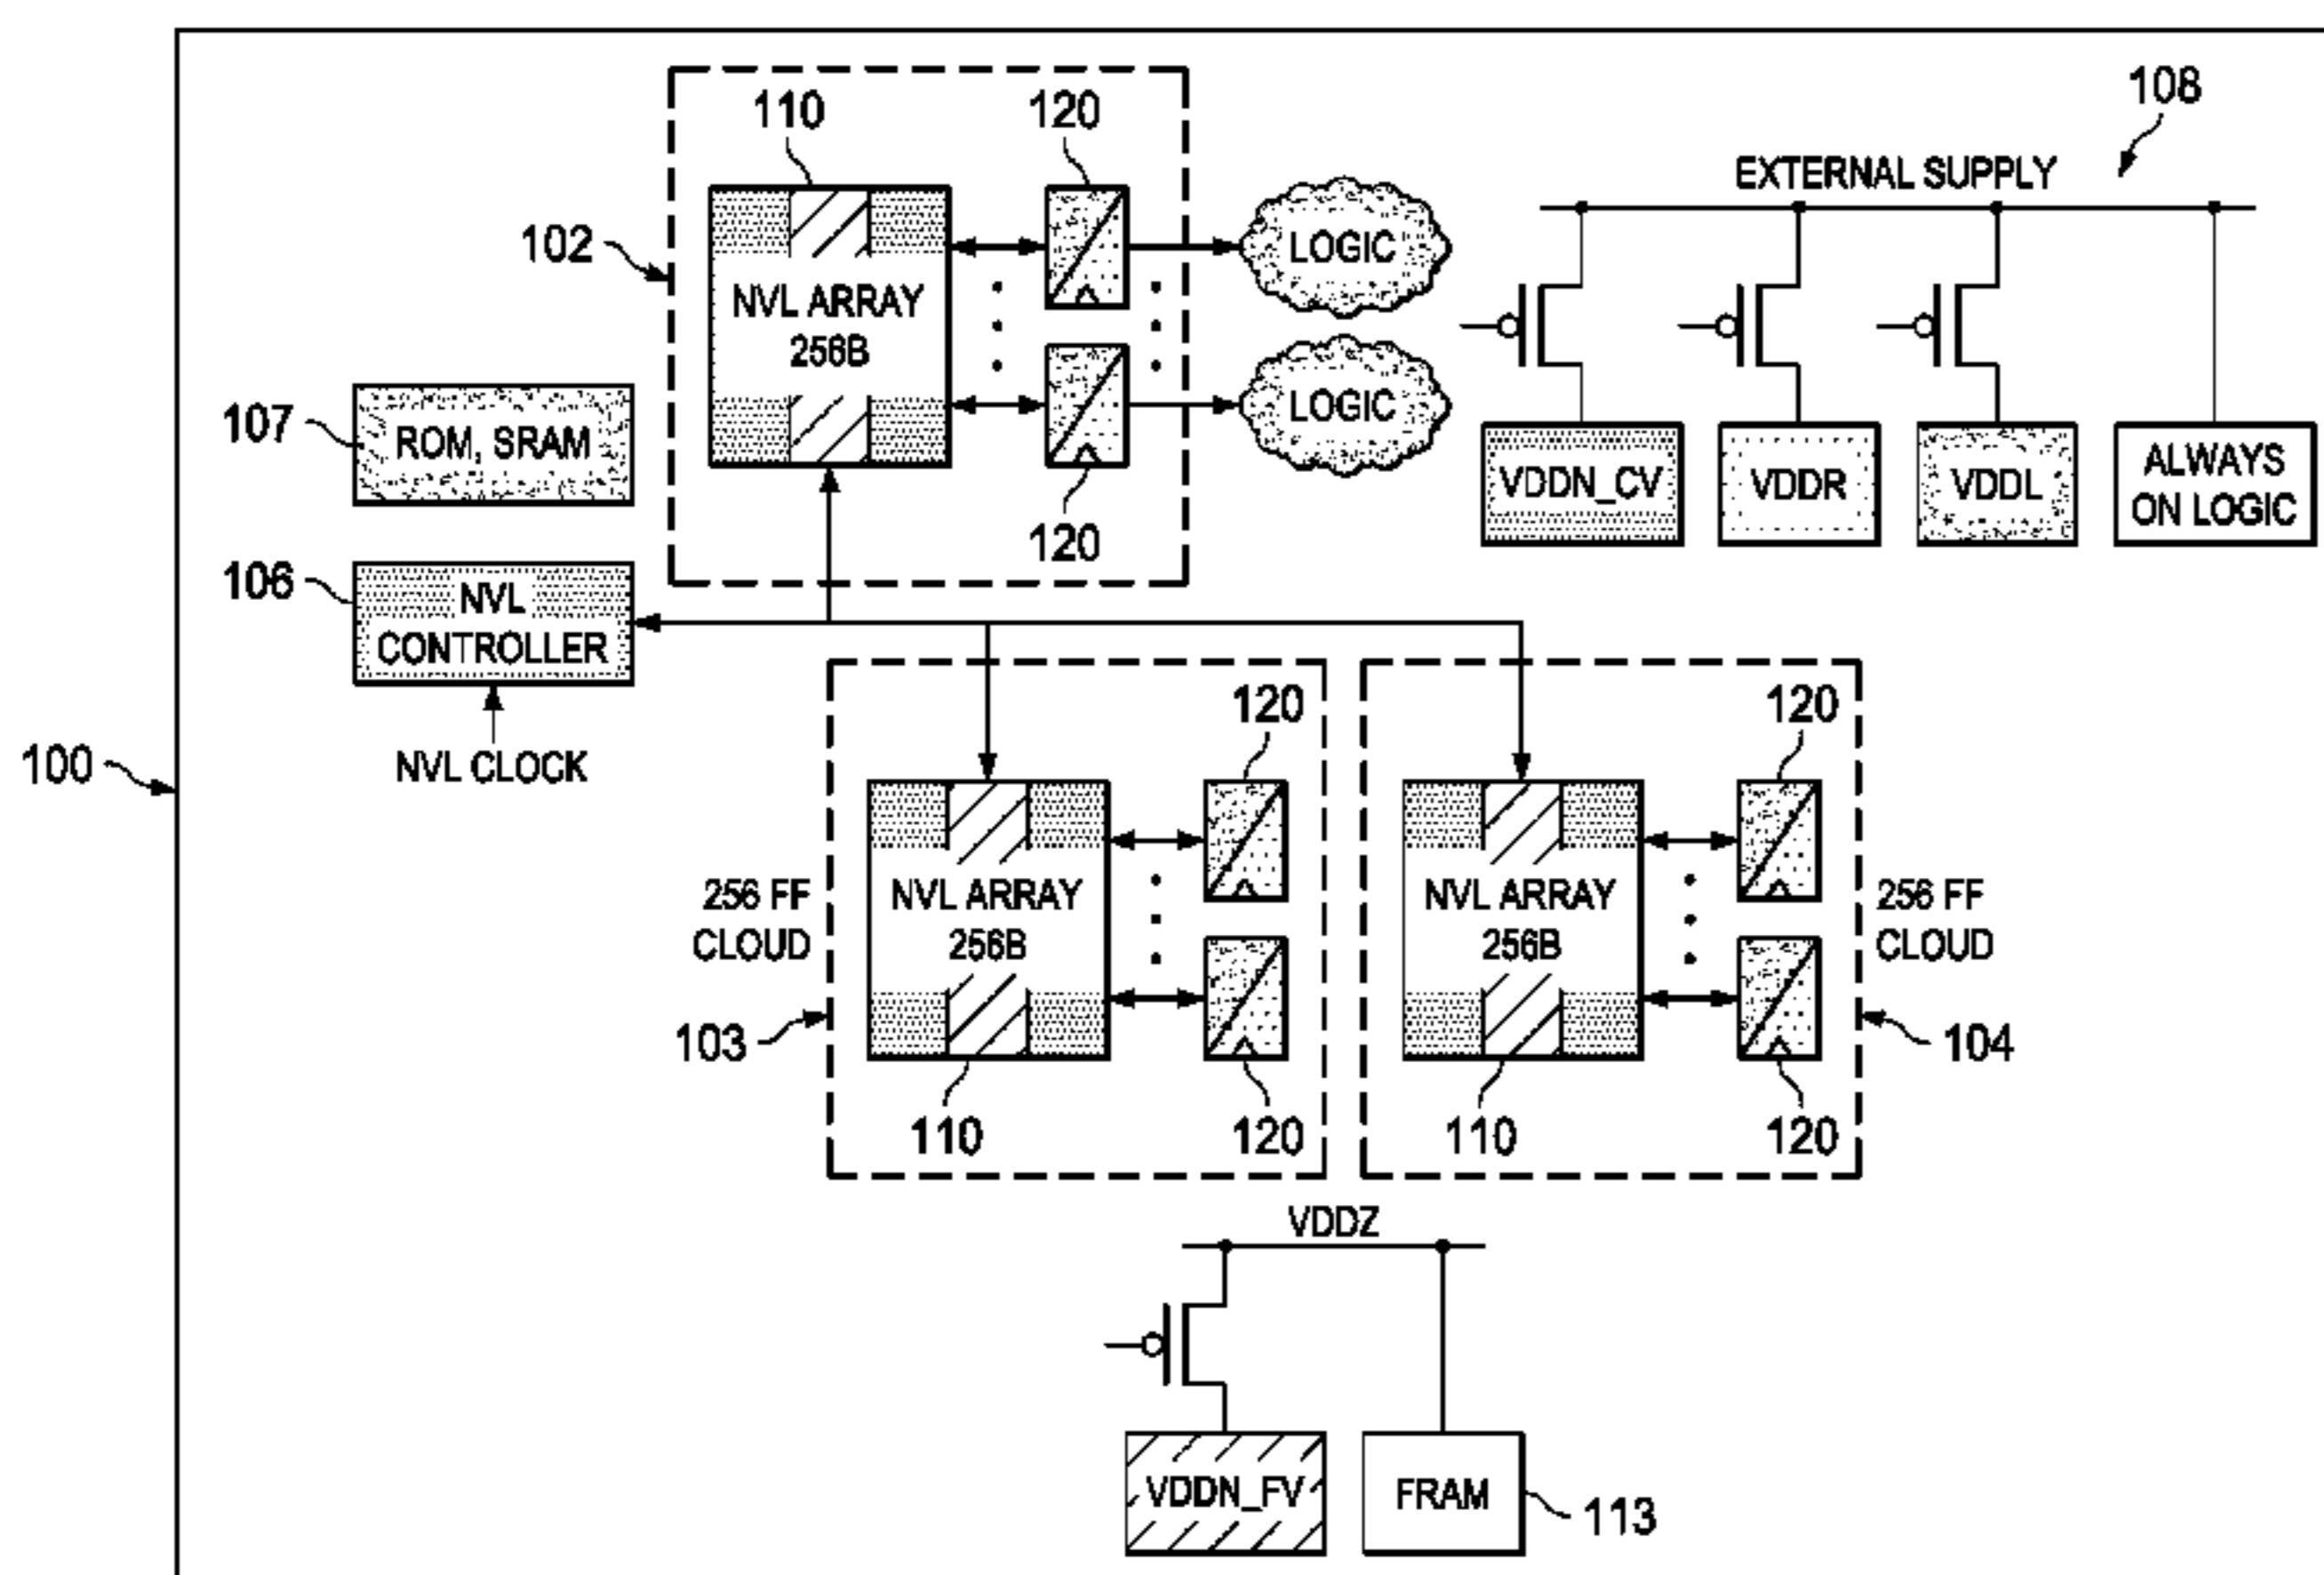 108
110
120
EXTERNAL SUPPLY
102
LOGIC
NVL ARRAY
256B
LOGIC
107
ROM, SRAM
VDDN_CV
VDDR
VDDL
ALWAYS
ON LOGIC
120
106
NVL
CONTROLLER
NVL CLOCK
100
120
120
256 FF
CLOUD
NVL ARRAY
256B
NVL ARRAY
256B
256 FF
CLOUD
103
104
110
120
110
120
VDDZ
VDDN_FV
FRAM
113